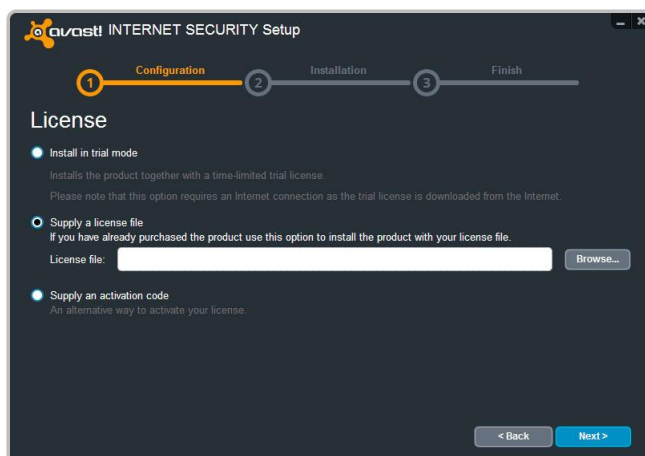 avast! INTERNET SECURITY Setup
Configuration
Installation
Finish
1
2
3
License
Install in trial mode
Installs the product together with a time-limited trial license.
Please note that this option requires an Internet connection as the trial license is downloaded from the Internet.
Supply a license file
If you have already purchased the product use this option to install the product with your license file.
License file:
Browse...
Supply an activation code
An alternative way to activate your license.
< Back
Next >